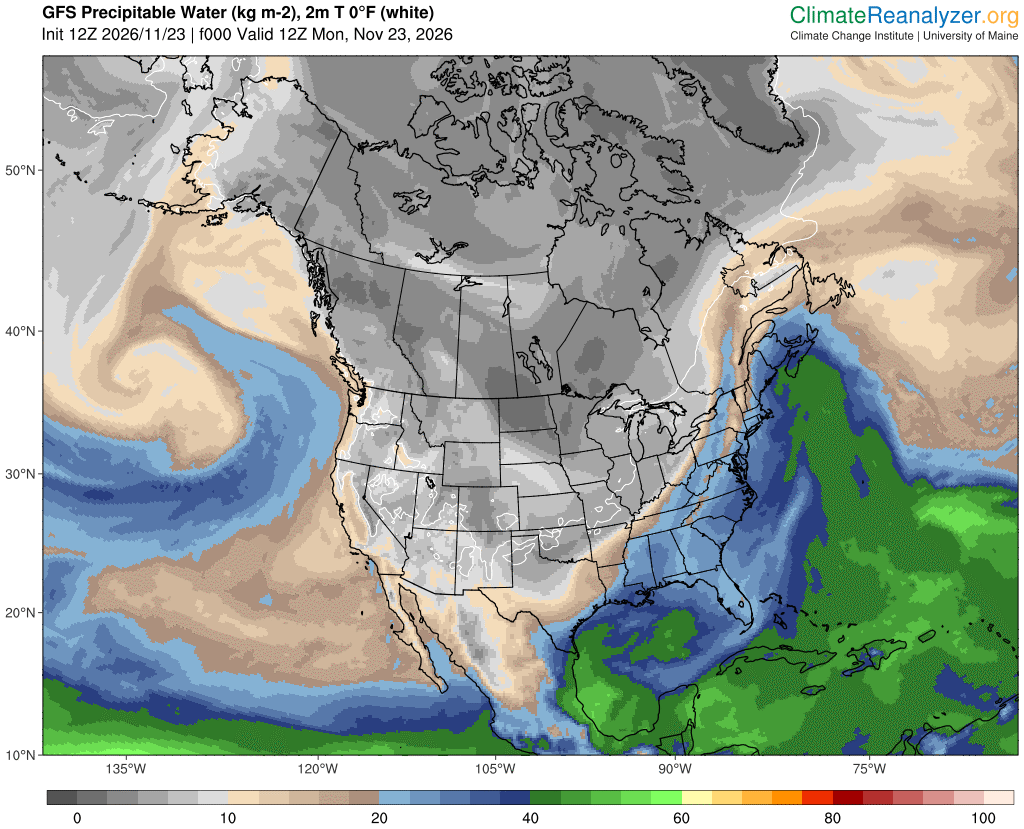 GFS Precipitable Water (kg m-2), 2m T 0°F (white)
Init 12Z 2026/11/23 | f000 Valid 12Z Mon, Nov 23, 2026
ClimateReanalyzer.org
Climate Change Institute | University of Maine
50°N
40°N
30°N
20°N
10°N
135°W
120°W
105°W
90°W
75°W
0
10
20
40
60
80
100